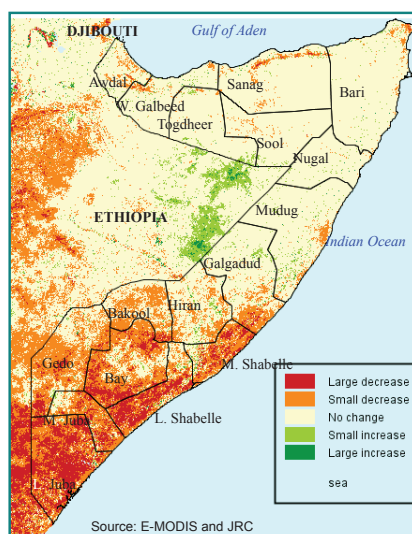 DJIBOUTI
Gulf of Aden
Awdal
Sanag
Bari
W. Galbeed
Togdheer
Sool
Nugal
ETHIOPIA
Mudug
Indian Ocean
Galgadud
Hiran
Bakool
Gedo
Bay
M. Shabelle
L. Shabelle
M. Juba
L. Juba
Large decrease
Small decrease
No change
Small increase
Large increase
sea
Source: E-MODIS and JRC